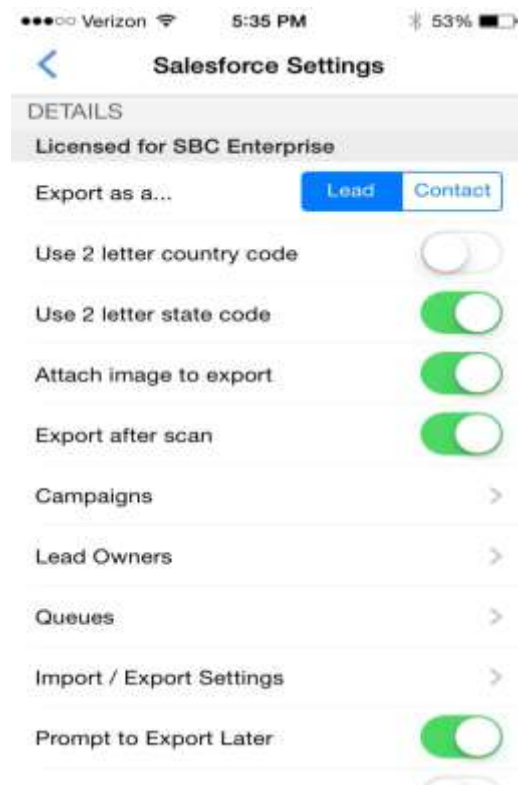 Verizon 5:35 PM 53%
Salesforce Settings
DETAILS
Licensed for SBC Enterprise
Export as a... Lead Contact
Use 2 letter country code
Use 2 letter state code
Attach image to export
Export after scan
Campaigns
Lead Owners
Queues
Import / Export Settings
Prompt to Export Later